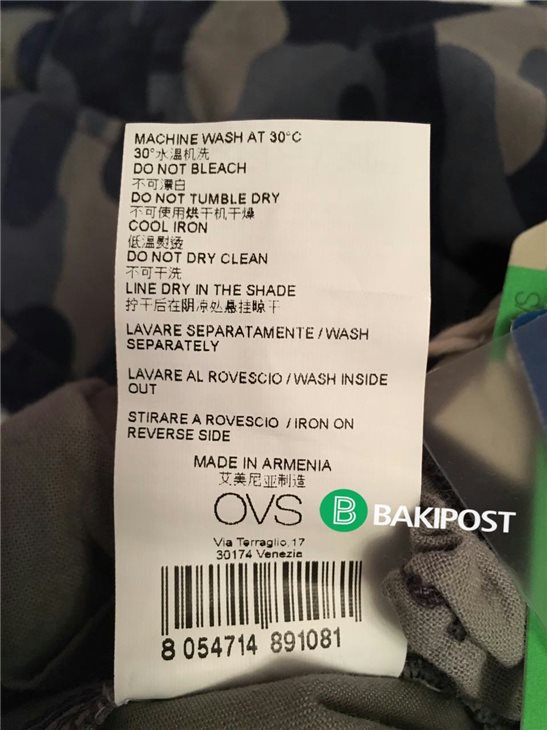 MACHINE WASH AT 30°C
30°水温机洗
DO NOT BLEACH
不可漂白
DO NOT TUMBLE DRY
不可使用烘干机干燥
COOL IRON
低温熨烫
DO NOT DRY CLEAN
不可干洗
LINE DRY IN THE SHADE
拧干后在阴凉处悬挂晾干
LAVARE SEPARATAMENTE / WASH
SEPARATELY
LAVARE AL ROVESCIO / WASH INSIDE
OUT
STIRARE A ROVESCIO / IRON ON
REVERSE SIDE
MADE IN ARMENIA
艾美尼亚制造
OVS
B BAKIPOST
Via Terraglio,17
30174 Venezia
8 054714 891081